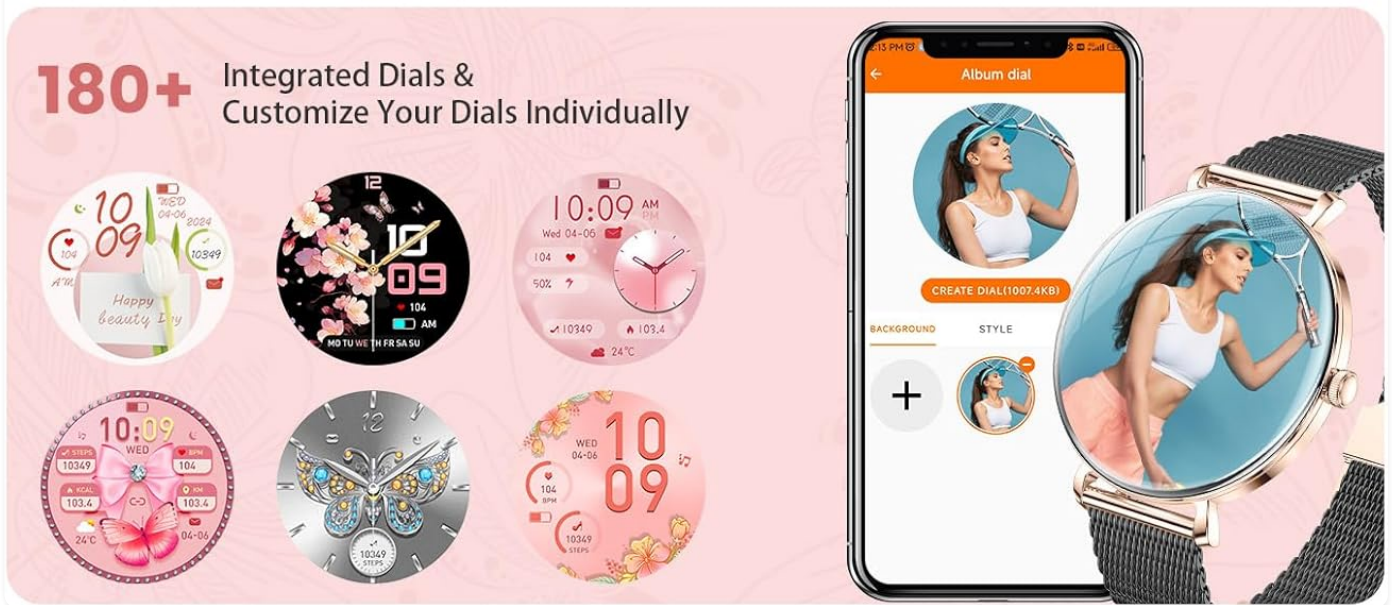 180+
Integrated Dials &
Customize Your Dials Individually
10
09
WED
04-06
2024
104
10349
AM
Happy
beauty
12
10
09
104
AM
MO TU WE TH FR SA SU
10:09 AM
PM
Wed 04-06
104
50%
10349
103.4
24°C
10:09
WED
STEPS
10349
BPM
104
KCAL
103.4
KM
103.4
24°C
04-06
12
10349
STEPS
WED
04-06
10
09
104
BPM
10349
STEPS
:13 PM
Album dial
CREATE DIAL(1007.4KB)
BACKGROUND
STYLE